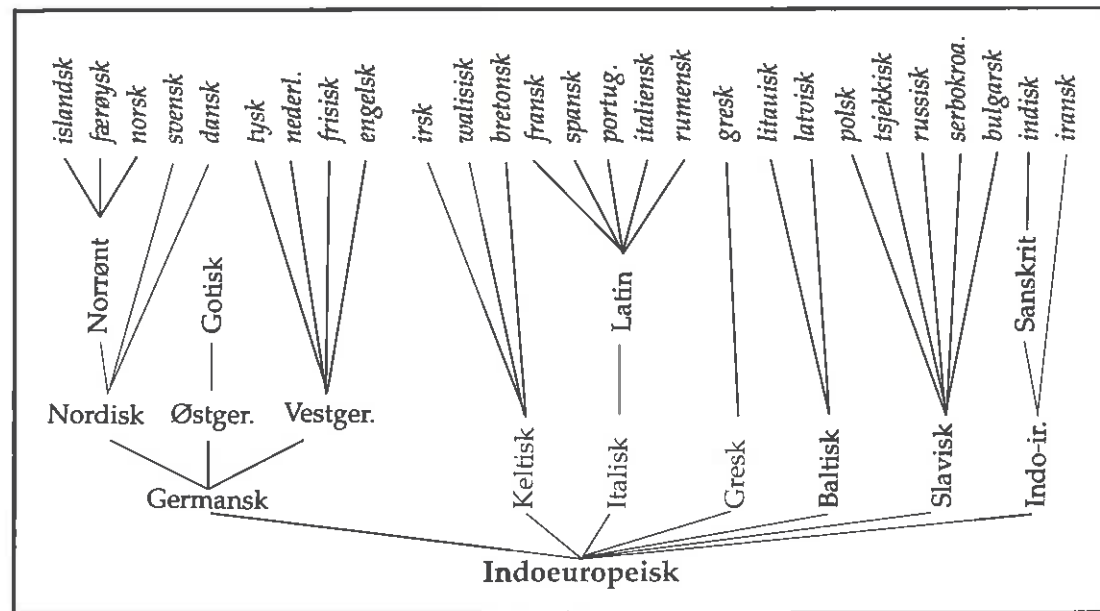 islandsk
færøysk
norsk
svensk
dansk
tysk
nederl.
frisisk
engelsk
irsk
walisisk
bretonsk
fransk
spansk
portug.
italiensk
rumensk
gresk
litauisk
latvisk
polsk
tsjekkisk
russisk
serbokroa.
bulgarsk
indisk
iransk
Norrønt
Gotisk
Latin
Sanskrit
Nordisk
Østger.
Vestger.
Keltisk
Italisk
Gresk
Baltisk
Slavisk
Indo-ir.
Germansk
Indoeuropeisk